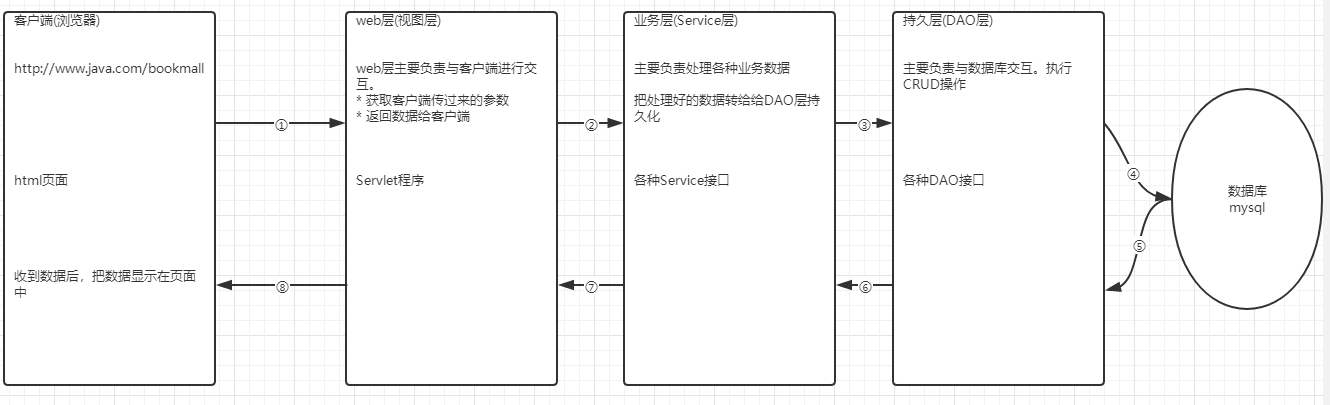 客户端(浏览器)
http://www.java.com/bookmall
html页面
收到数据后，把数据显示在页面
中
①
web层(视图层)
web层主要负责与客户端进行交
互。
* 获取客户端传过来的参数
* 返回数据给客户端
Servlet程序
⑧
②
业务层(Service层)
主要负责处理各种业务数据
把处理好的数据转给给DAO层持
久化
各种Service接口
⑦
③
持久层(DAO层)
主要负责与数据库交互。执行
CRUD操作
各种DAO接口
⑥
④
⑤
数据库
mysql